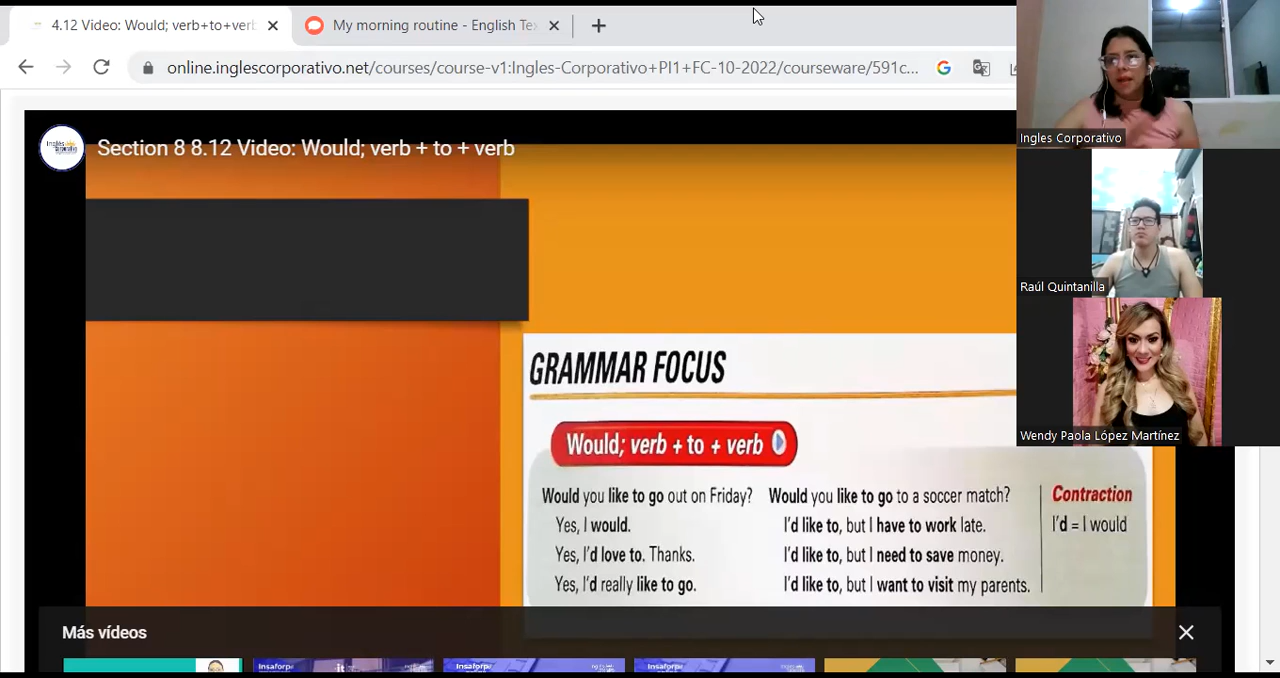 4.12 Video: Would; verb+to+verb
My morning routine - English Tex
online.inglescorporativo.net/courses/course-v1:Ingles-Corporativo+PI1+FC-10-2022/courseware/591c...
Section 8 8.12 Video: Would; verb + to + verb
GRAMMAR FOCUS
Would; verb + to + verb
Would you like to go out on Friday?
Yes, I would.
Yes, I'd love to. Thanks.
Yes, I'd really like to go.
Would you like to go to a soccer match?
I'd like to, but I have to work late.
I'd like to, but I need to save money.
I'd like to, but I want to visit my parents.
Contraction
I'd = I would
Más vídeos
Insaforp
Insaforp
Insaforp
Ingles Corporativo
Raúl Quintanilla
Wendy Paola López Martínez